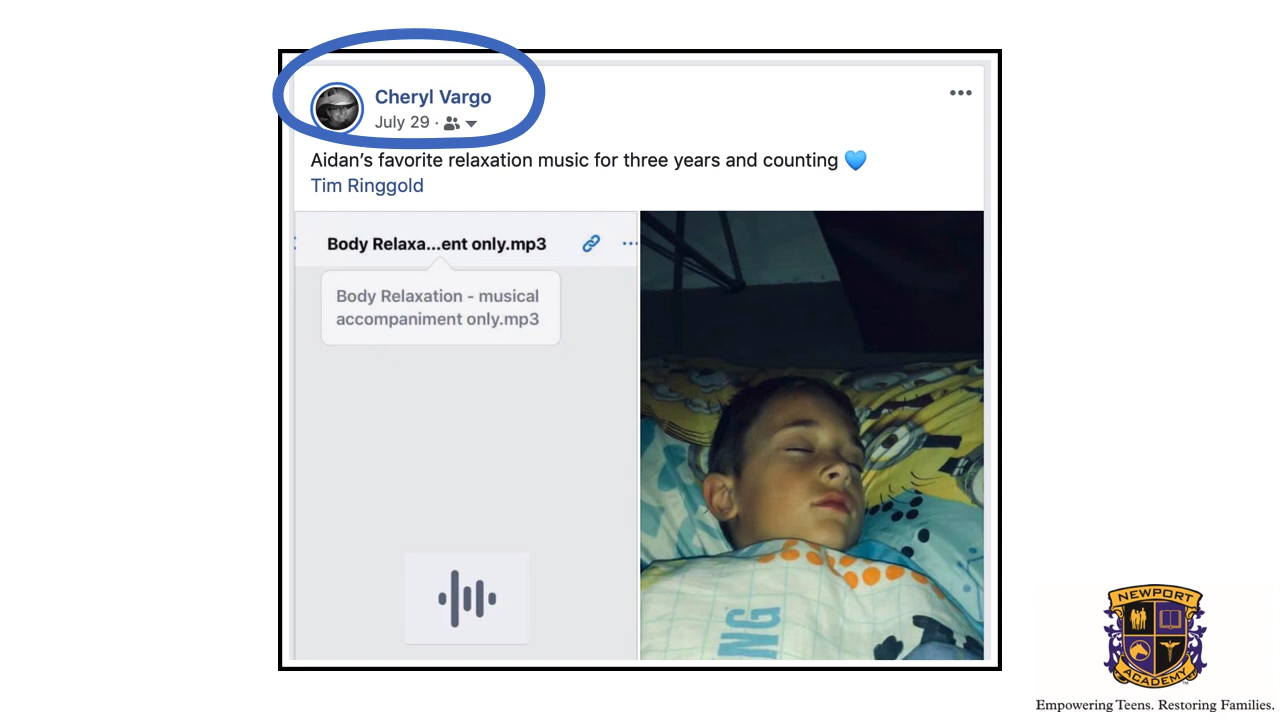 Cheryl Vargo
July 29 ·
Aidan’s favorite relaxation music for three years and counting 💙
Tim Ringgold
Body Relaxa...ent only.mp3
Body Relaxation - musical
accompaniment only.mp3
NG
NEWPORT
ACADEMY
Empowering Teens. Restoring Families.